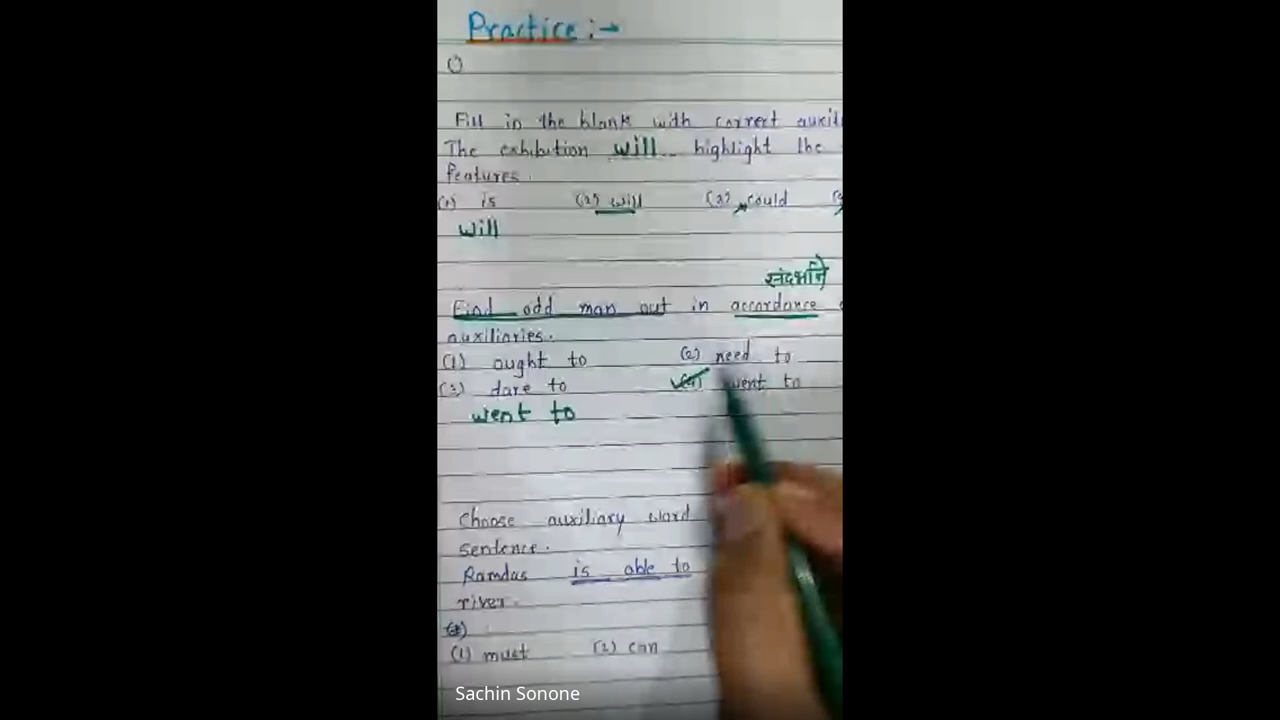 Practice :→
Fill in the blank with correct
The exhibition will highlight the
features.
(1) is (2) will (3) could
will
संदर्भाने
Find odd man out in accordance
auxiliaries.
(1) ought to (2) need to
(3) dare to (4) went to
went to
Choose auxiliary word
sentence.
Ramdas is able to
river.
(1) must (2) can
Sachin Sonone